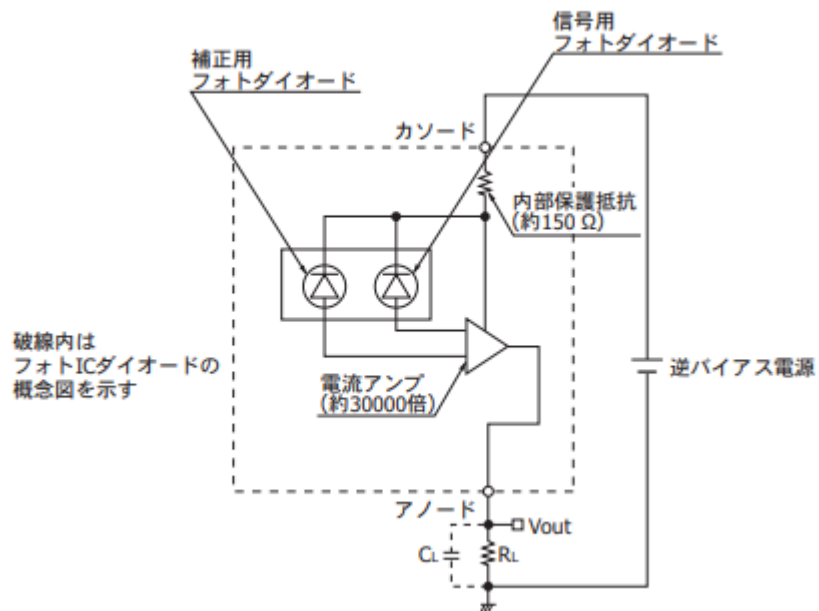 信号用
フォトダイオード
補正用
フォトダイオード
カソード
内部保護抵抗
(約150 Ω)
破線内は
フォトICダイオードの
概念図を示す
電流アンプ
(約30000倍)
逆バイアス電源
アノード
Vout
CL
RL